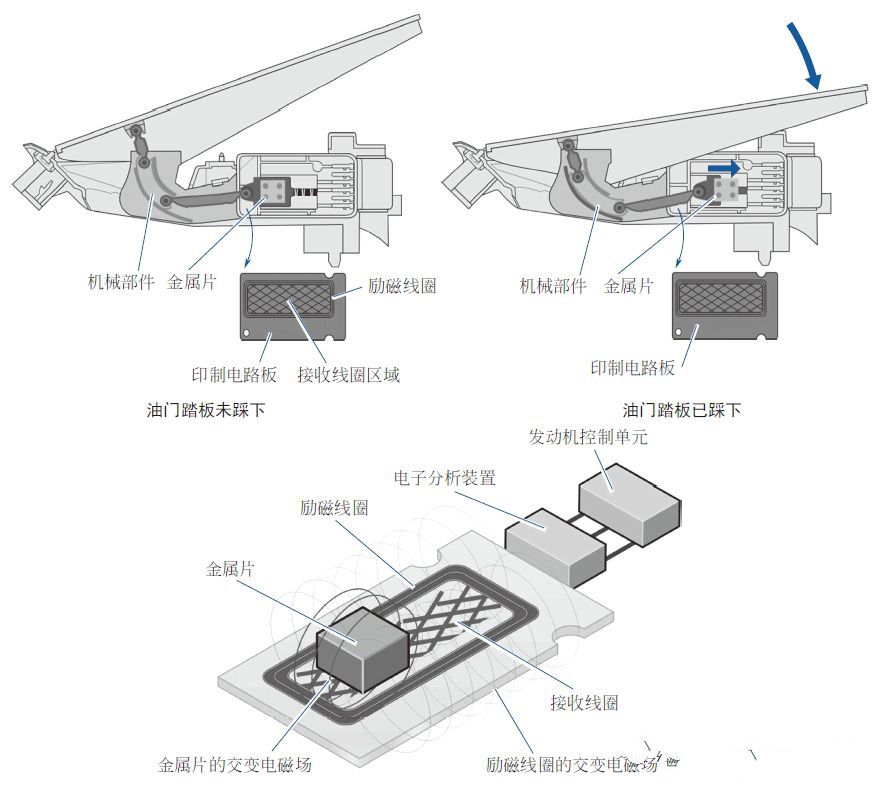 机械部件
金属片
励磁线圈
印制电路板
接收线圈区域
油门踏板未踩下
机械部件
金属片
印制电路板
油门踏板已踩下
发动机控制单元
电子分析装置
励磁线圈
金属片
接收线圈
金属片的交变电磁场
励磁线圈的交变电磁场